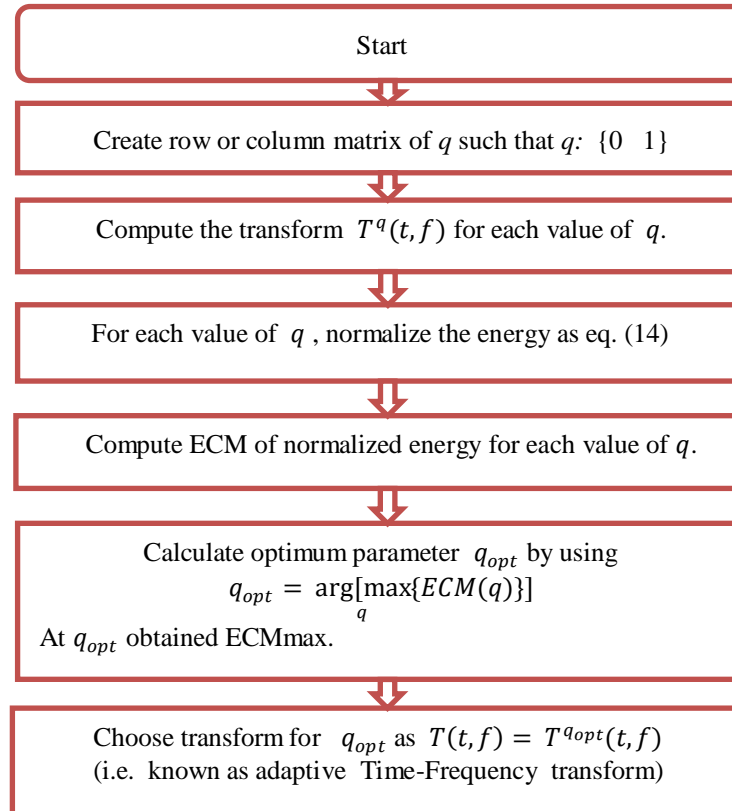 Start
Create row or column matrix of q such that q: {0 1}
Compute the transform T^q(t,f) for each value of q.
For each value of q , normalize the energy as eq. (14)
Compute ECM of normalized energy for each value of q.
Calculate optimum parameter q_opt by using
q_opt = arg[max{ECM(q)}]
q
At q_opt obtained ECMmax.
Choose transform for q_opt as T(t,f) = T^{q_opt}(t,f)
(i.e. known as adaptive Time-Frequency transform)